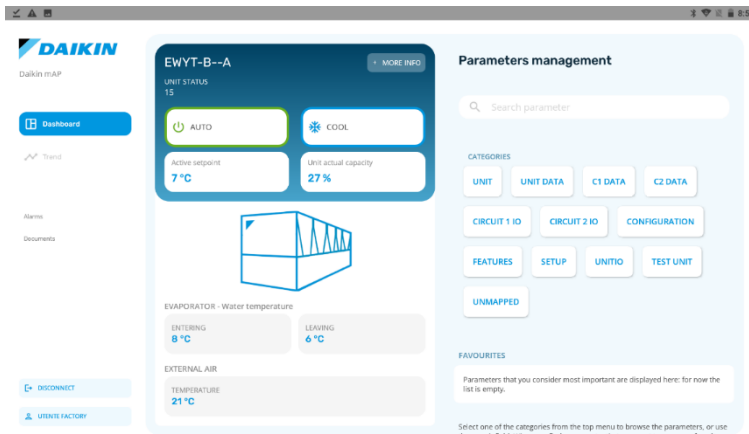 8:5
DAIKIN
Daikin mAP
Dashboard
Trend
Alarms
Documents
DISCONNECT
UTENTE FACTORY
EWYT-B--A
+ MORE INFO
UNIT STATUS
15
AUTO
COOL
Active setpoint
7 °C
Unit actual capacity
27 %
EVAPORATOR - Water temperature
ENTERING
8 °C
LEAVING
6 °C
EXTERNAL AIR
TEMPERATURE
21 °C
Parameters management
Search parameter
CATEGORIES
UNIT
UNIT DATA
C1 DATA
C2 DATA
CIRCUIT 1 IO
CIRCUIT 2 IO
CONFIGURATION
FEATURES
SETUP
UNITIO
TEST UNIT
UNMAPPED
FAVOURITES
Parameters that you consider most important are displayed here: for now the
list is empty.
Select one of the categories from the top menu to browse the parameters, or use